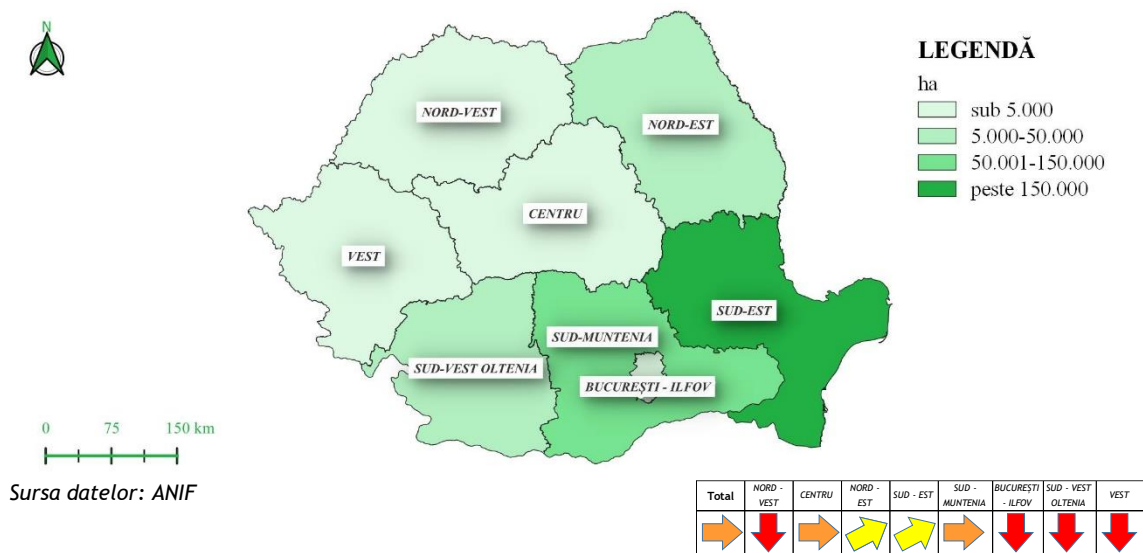 N
LEGENDĂ
ha
sub 5.000
5.000-50.000
50.001-150.000
peste 150.000
NORD-VEST
NORD-EST
CENTRU
VEST
SUD-EST
SUD-MUNTENIA
SUD-VEST OLTENIA
BUCUREȘTI - ILFOV
0 75 150 km
Sursa datelor: ANIF
Total
NORD -
VEST
CENTRU
NORD -
EST
SUD - EST
SUD -
MUNTENIA
BUCUREȘTI
- ILFOV
SUD - VEST
OLTENIA
VEST